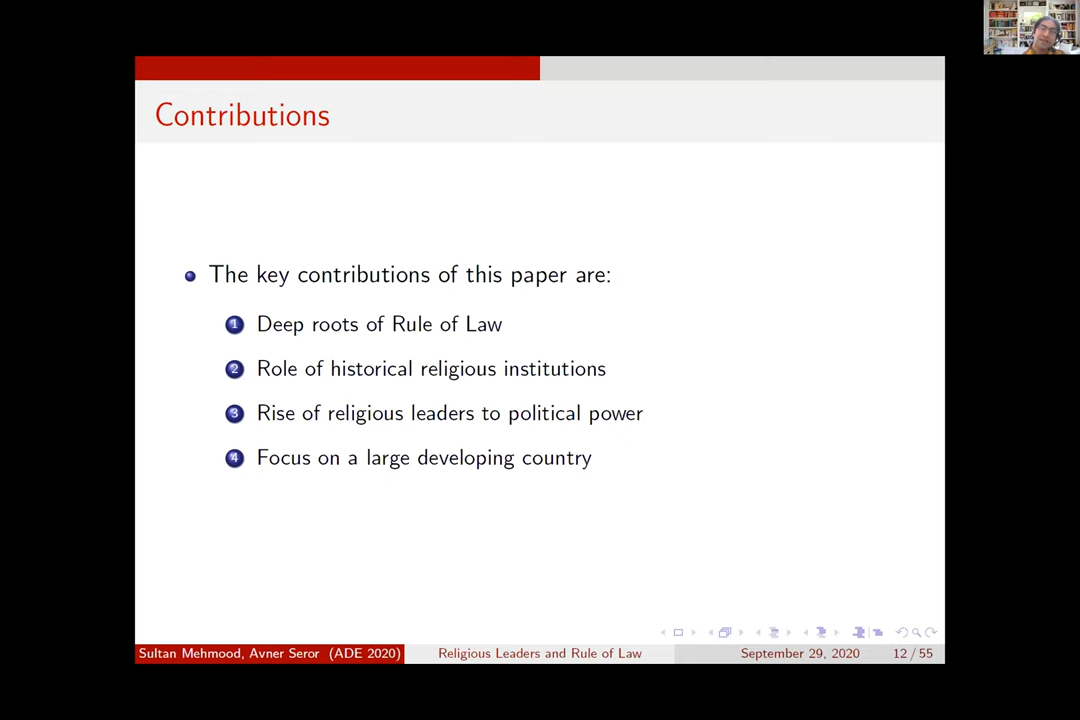 Contributions
The key contributions of this paper are:
1 Deep roots of Rule of Law
2 Role of historical religious institutions
3 Rise of religious leaders to political power
4 Focus on a large developing country
Sultan Mehmood, Avner Seror (ADE 2020) Religious Leaders and Rule of Law September 29, 2020 12 / 55